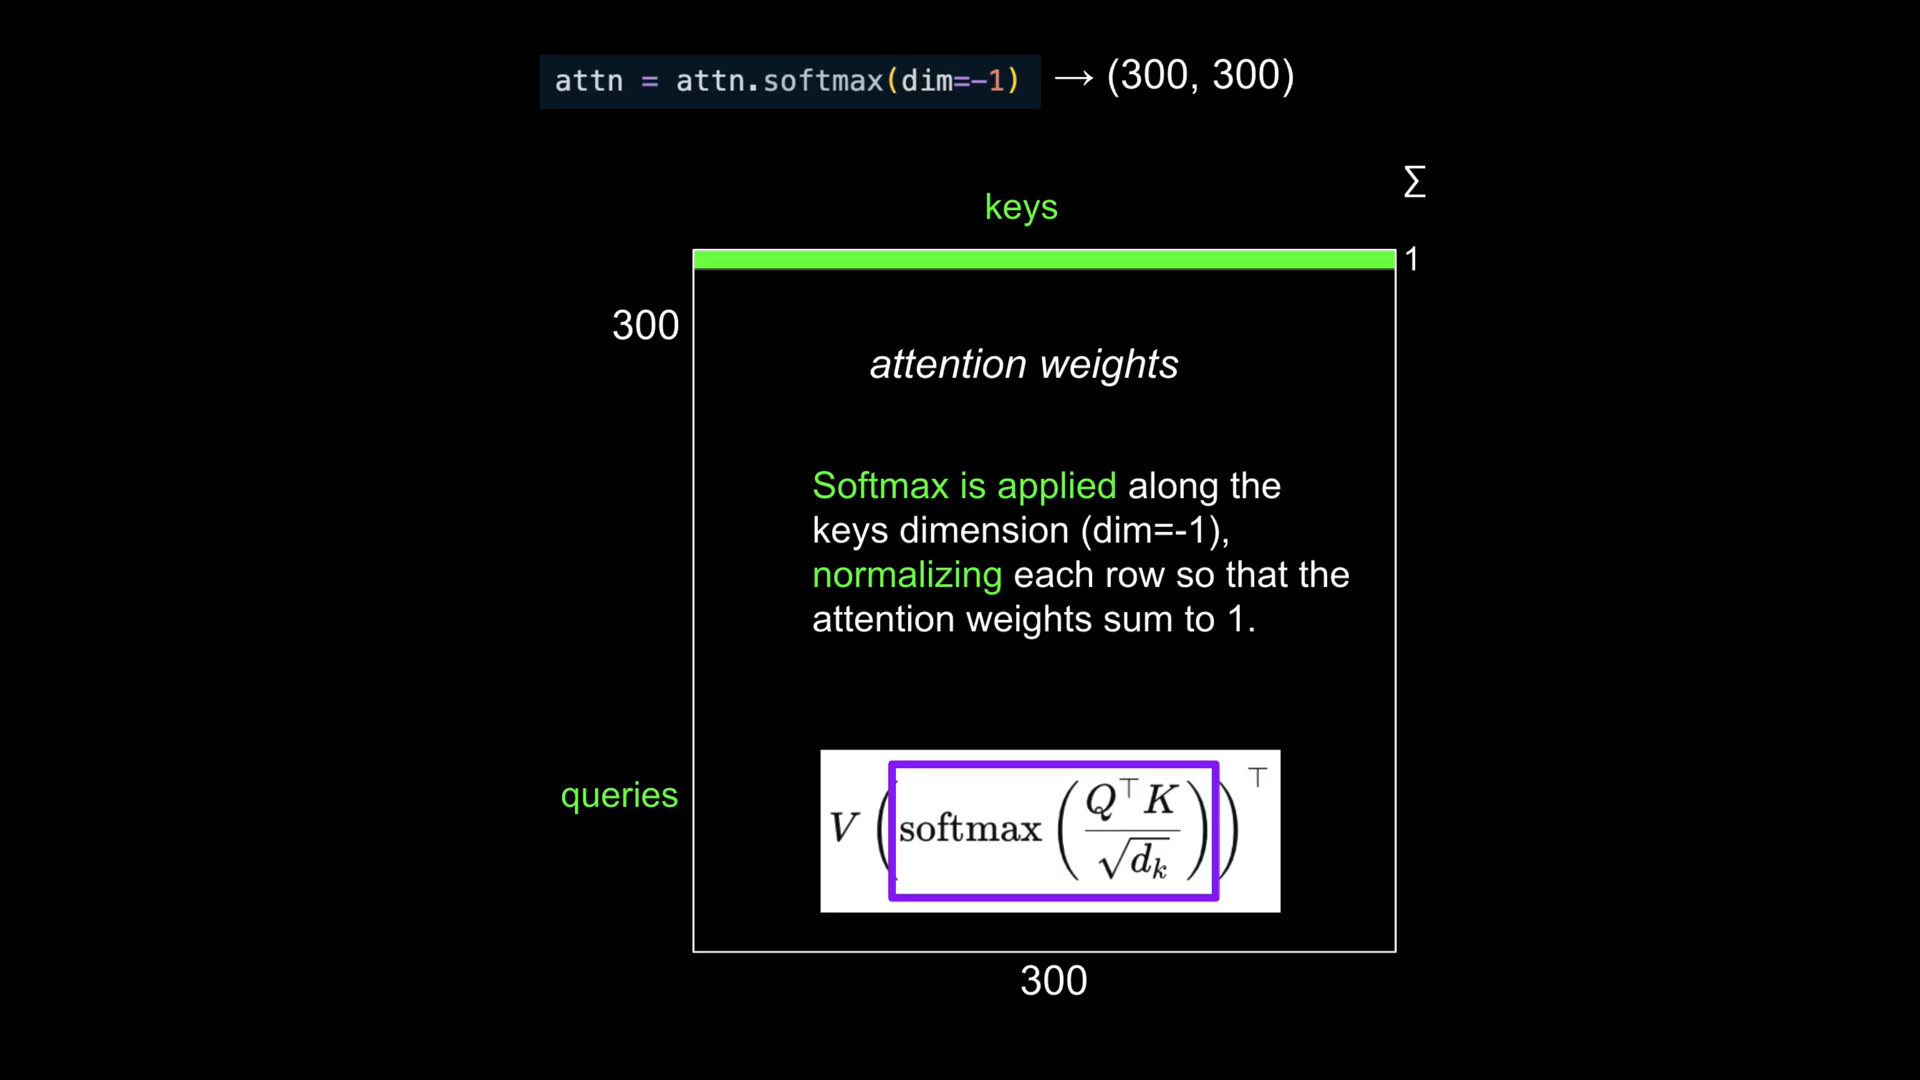 attn = attn.softmax(dim=-1) → (300, 300)
Σ
keys
1
300
attention weights
Softmax is applied along the
keys dimension (dim=-1),
normalizing each row so that the
attention weights sum to 1.
queries
V (softmax (Q⊤K / √dₖ))⊤
300